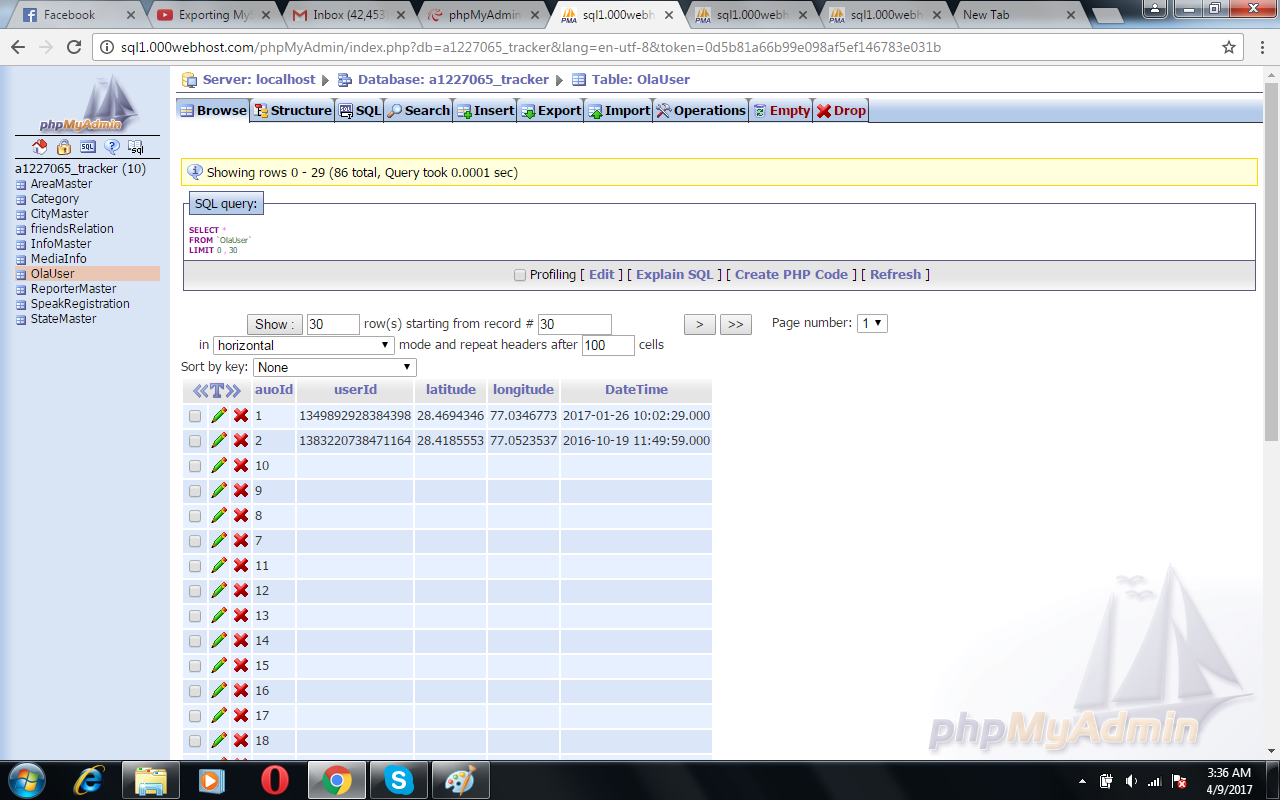 Facebook
Exporting MyS
Inbox (42,453)
phpMyAdmin
PMA sql1.000webh
PMA sql1.000webh
PMA sql1.000webh
New Tab
sql1.000webhost.com/phpMyAdmin/index.php?db=a1227065_tracker&lang=en-utf-8&token=0d5b81a66b99e098af5ef146783e031b
phpMyAdmin
SQL ? sql
a1227065_tracker (10)
AreaMaster
Category
CityMaster
friendsRelation
InfoMaster
MediaInfo
OlaUser
ReporterMaster
SpeakRegistration
StateMaster
Server: localhost Database: a1227065_tracker Table: OlaUser
Browse Structure SQL Search Insert Export Import Operations Empty Drop
Showing rows 0 - 29 (86 total, Query took 0.0001 sec)
SQL query:
SELECT *
FROM `OlaUser`
LIMIT 0 , 30
Profiling [ Edit ] [ Explain SQL ] [ Create PHP Code ] [ Refresh ]
Show : 30 row(s) starting from record # 30 > >> Page number: 1
in horizontal mode and repeat headers after 100 cells
Sort by key: None
T auoId userId latitude longitude DateTime
1 1349892928384398 28.4694346 77.0346773 2017-01-26 10:02:29.000
2 1383220738471164 28.4185553 77.0523537 2016-10-19 11:49:59.000
10
9
8
7
11
12
13
14
15
16
17
18
phpMyAdmin
3:36 AM
4/9/2017